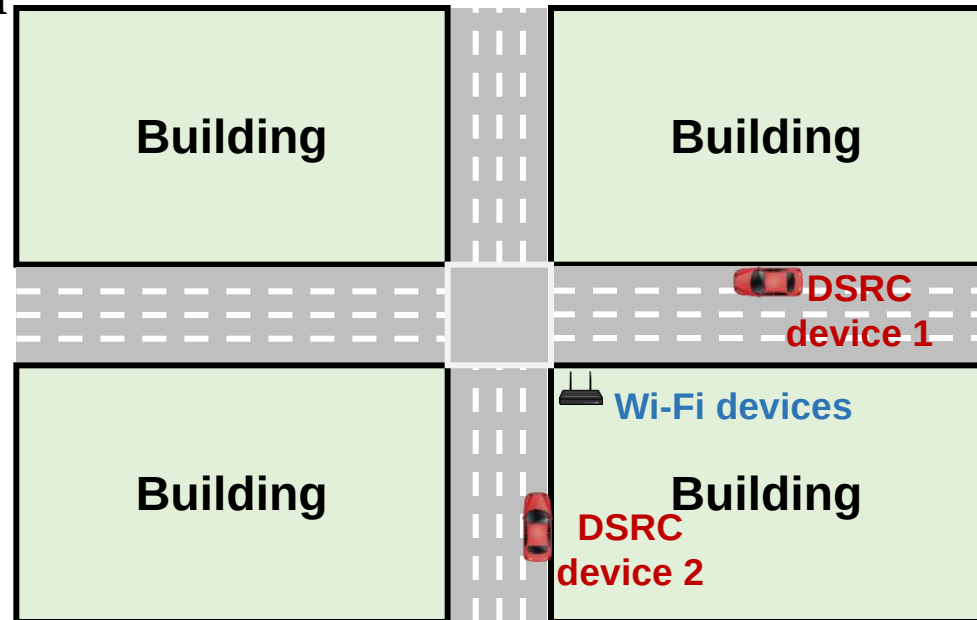 Building
Building
DSRC
device 1
Wi-Fi devices
Building
Building
DSRC
device 2